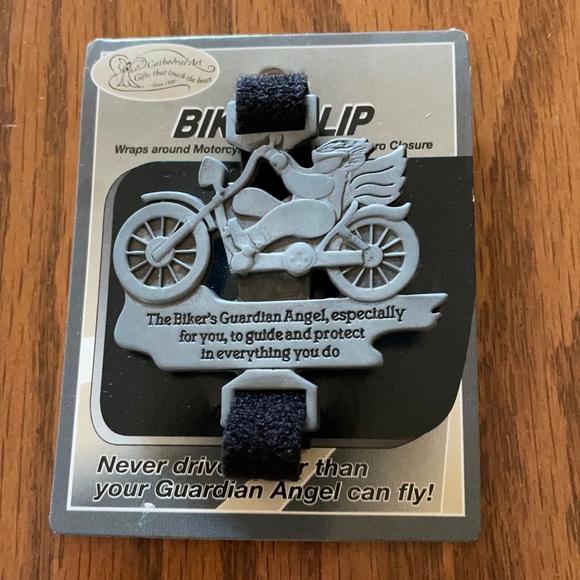 Cathedral Art
Gifts that touch the heart
BIK LIP
Wraps around Motorcy ro Closure
The Biker's Guardian Angel, especially
for you, to guide and protect
in everything you do
Never drive r than
your Guardian Angel can fly!